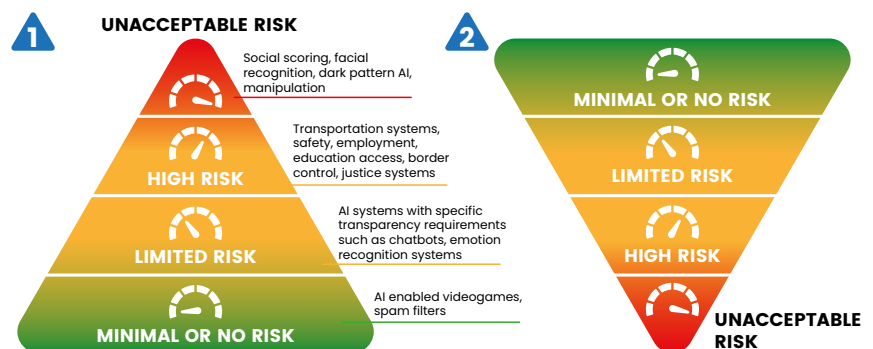 1
UNACCEPTABLE RISK
Social scoring, facial
recognition, dark pattern AI,
manipulation
Transportation systems,
safety, employment,
education access, border
control, justice systems
HIGH RISK
AI systems with specific
transparency requirements
such as chatbots, emotion
recognition systems
LIMITED RISK
AI enabled videogames,
spam filters
MINIMAL OR NO RISK
2
MINIMAL OR NO RISK
LIMITED RISK
HIGH RISK
UNACCEPTABLE
RISK